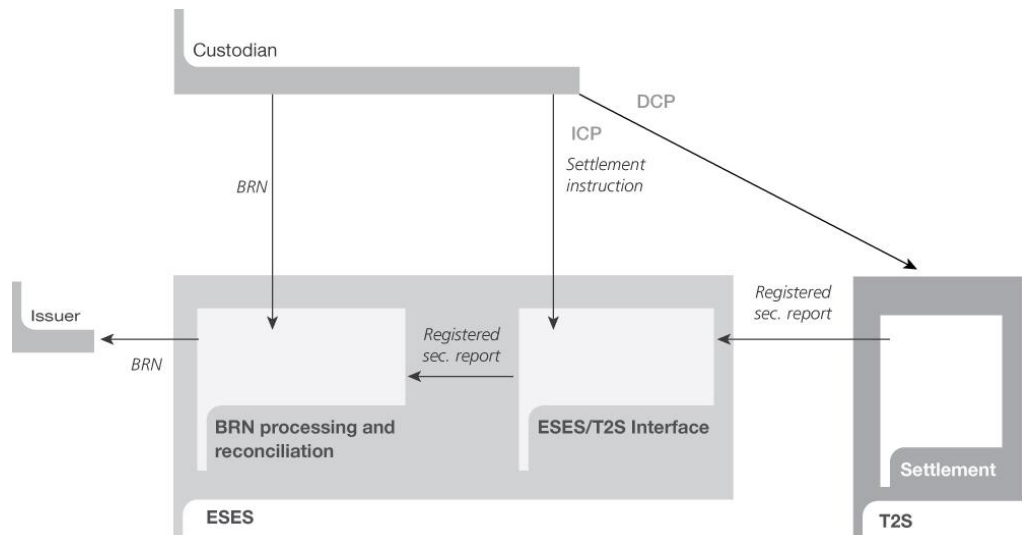 Custodian
DCP
ICP
Settlement
instruction
BRN
Registered
sec. report
Issuer
Registered
sec. report
BRN
BRN processing and
reconciliation
ESES/T2S Interface
Settlement
ESES
T2S